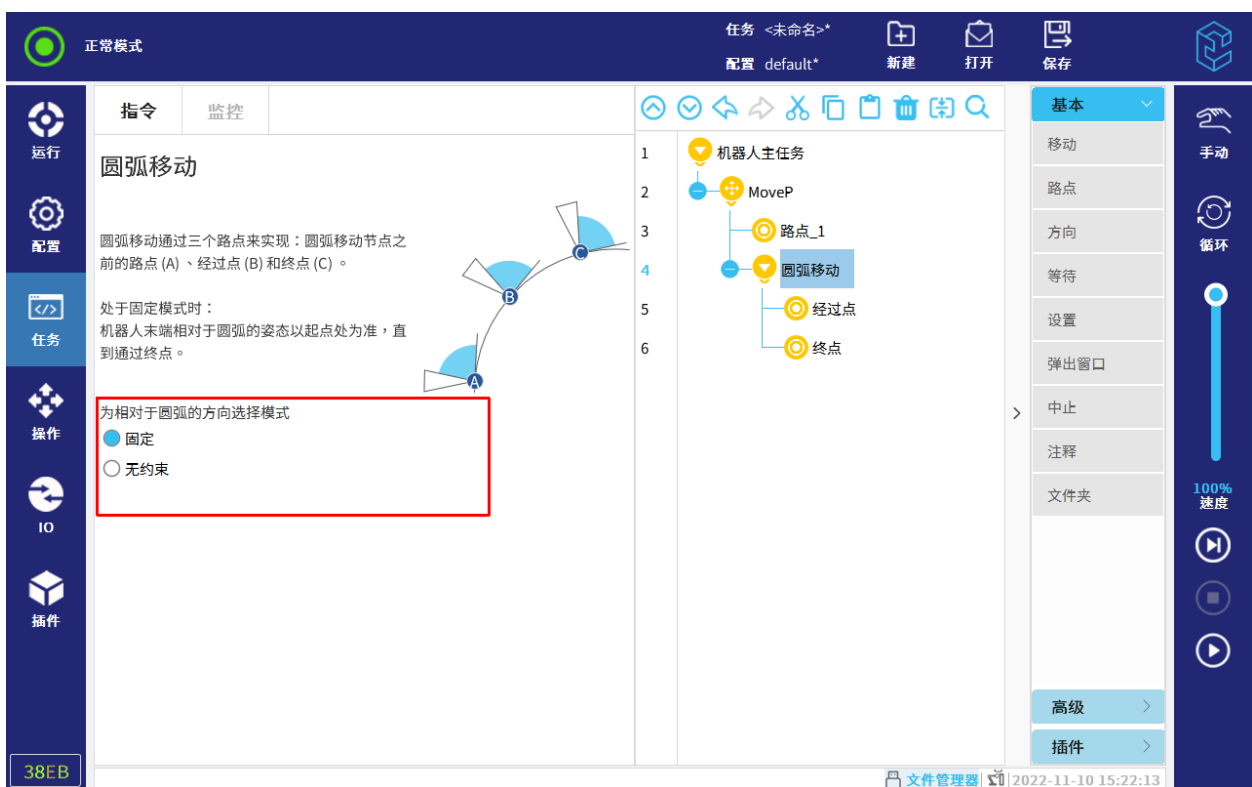 正常模式
任务 <未命名>*
配置 default*
新建
打开
保存
运行
配置
任务
操作
IO
插件
38EB
指令
监控
圆弧移动
圆弧移动通过三个路点来实现：圆弧移动节点之
前的路点 (A) 、经过点 (B) 和终点 (C) 。
处于固定模式时：
机器人末端相对于圆弧的姿态以起点处为准，直
到通过终点。
A
B
C
为相对于圆弧的方向选择模式
固定
无约束
1 机器人主任务
2 MoveP
3 路点_1
4 圆弧移动
5 经过点
6 终点
基本
移动
路点
方向
等待
设置
弹出窗口
中止
注释
文件夹
高级
插件
手动
循环
100%
速度
文件管理器
2022-11-10 15:22:13